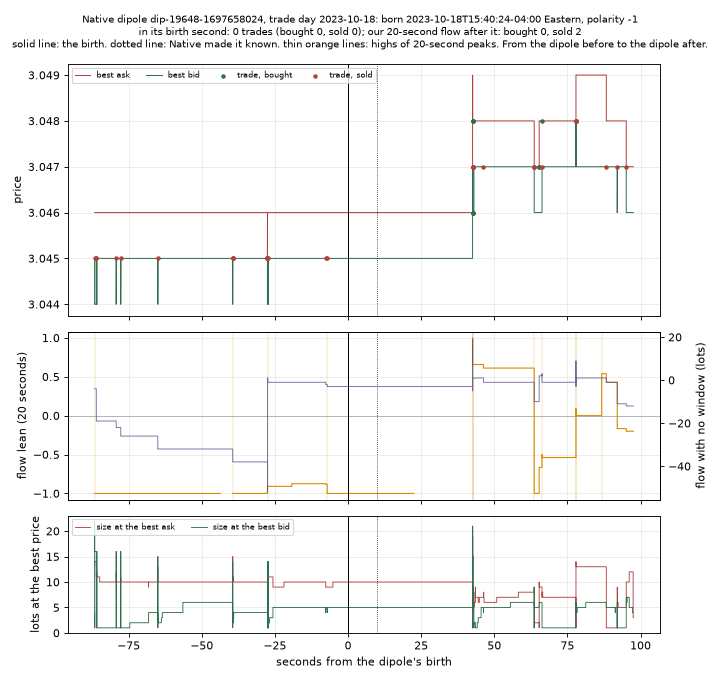 Native dipole dip-19648-1697658024, trade day 2023-10-18: born 2023-10-18T15:40:24-04:00 Eastern, polarity -1
in its birth second: 0 trades (bought 0, sold 0); our 20-second flow after it: bought 0, sold 2
solid line: the birth. dotted line: Native made it known. thin orange lines: highs of 20-second peaks. From the dipole before to the dipole after.
best ask
best bid
trade, bought
trade, sold
3.049
3.048
3.047
3.046
3.045
3.044
price
1.0
0.5
0.0
−0.5
−1.0
flow lean (20 seconds)
20
0
−20
−40
flow with no window (lots)
size at the best ask
size at the best bid
20
15
10
5
0
lots at the best price
−75
−50
−25
0
25
50
75
100
seconds from the dipole's birth